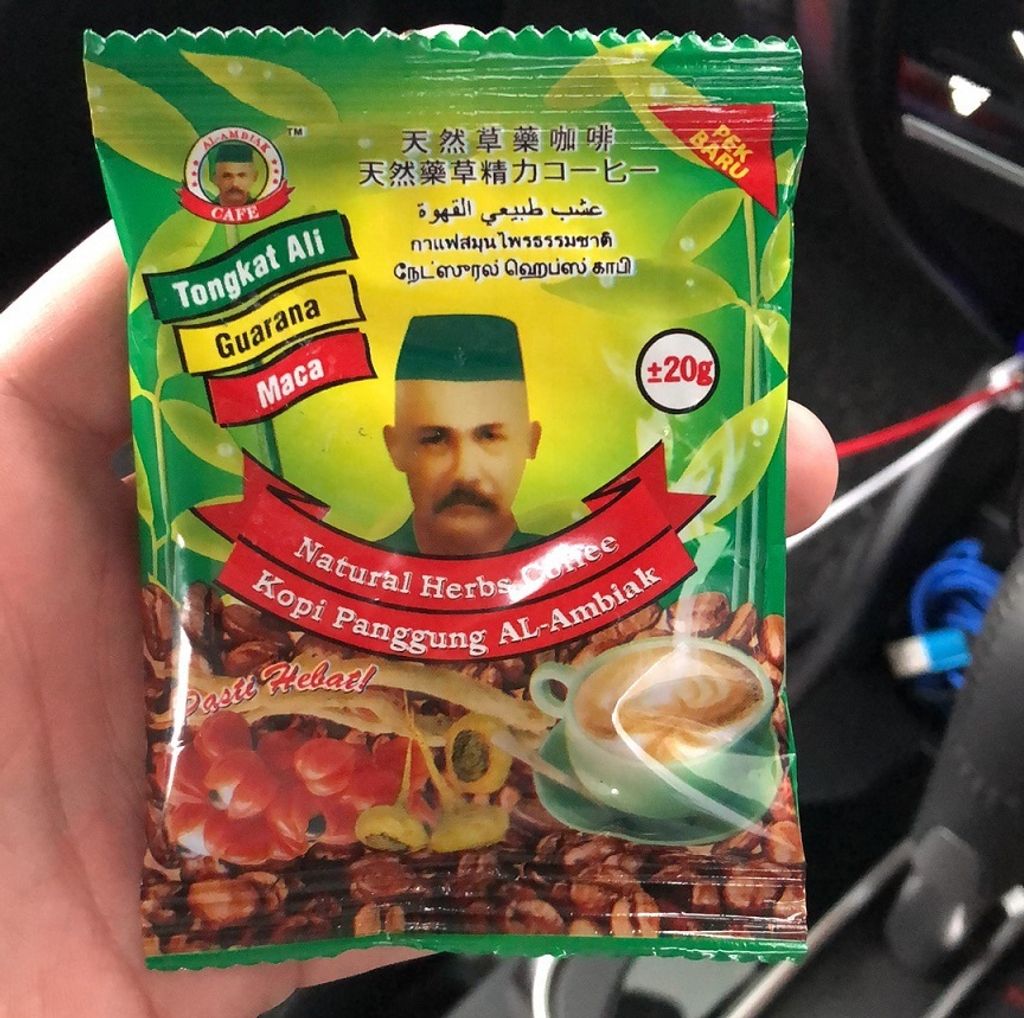 AL-AMBIAK
CAFE
TM
天然草藥咖啡
天然藥草精力コーヒー
عشب طبيعي القهوة
กาแฟสมุนไพรธรรมชาติ
நேட்ஸுரல் ஹெப்ஸ் காபி
PEK
BARU
Tongkat Ali
Guarana
Maca
±20g
Natural Herbs Coffee
Kopi Panggung AL-Ambiak
Pasti Hebat!